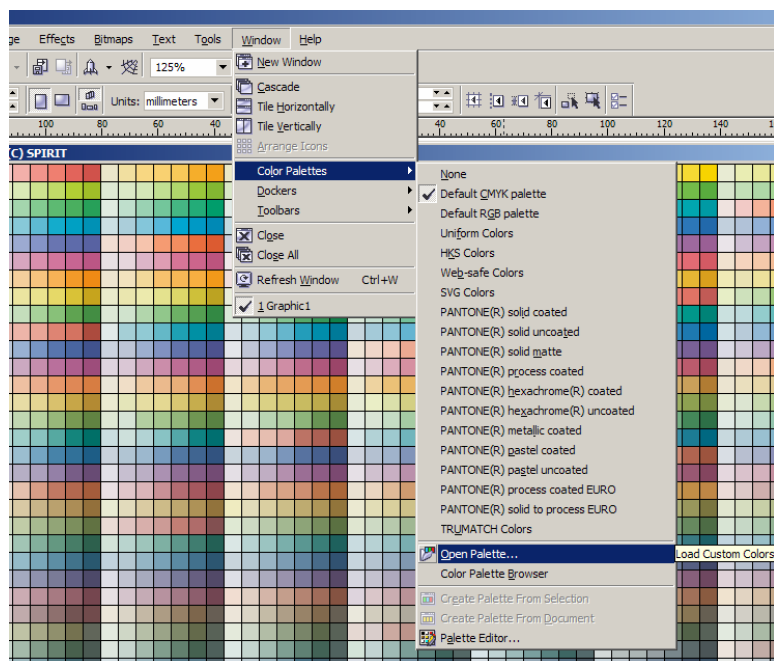 ge Effects Bitmaps Text Tools Window Help
125%
Units: millimeters
100 80 60 40 40 60 80 100 120 140 1
(C) SPIRIT
New Window
Cascade
Tile Horizontally
Tile Vertically
Arrange Icons
Color Palettes
Dockers
Toolbars
Close
Close All
Refresh Window Ctrl+W
1 Graphic1
None
Default CMYK palette
Default RGB palette
Uniform Colors
HKS Colors
Web-safe Colors
SVG Colors
PANTONE(R) solid coated
PANTONE(R) solid uncoated
PANTONE(R) solid matte
PANTONE(R) process coated
PANTONE(R) hexachrome(R) coated
PANTONE(R) hexachrome(R) uncoated
PANTONE(R) metallic coated
PANTONE(R) pastel coated
PANTONE(R) pastel uncoated
PANTONE(R) process coated EURO
PANTONE(R) solid to process EURO
TRUMATCH Colors
Open Palette...
Load Custom Colors
Color Palette Browser
Create Palette From Selection
Create Palette From Document
Palette Editor...